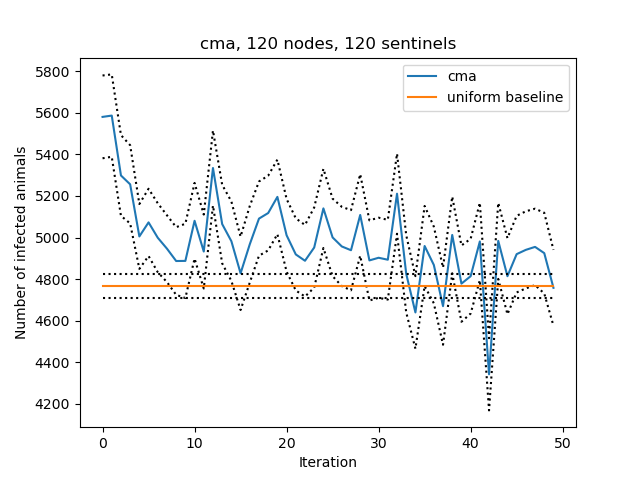 cma, 120 nodes, 120 sentinels
cma
uniform baseline
Number of infected animals
5800
5600
5400
5200
5000
4800
4600
4400
4200
0 10 20 30 40 50
Iteration